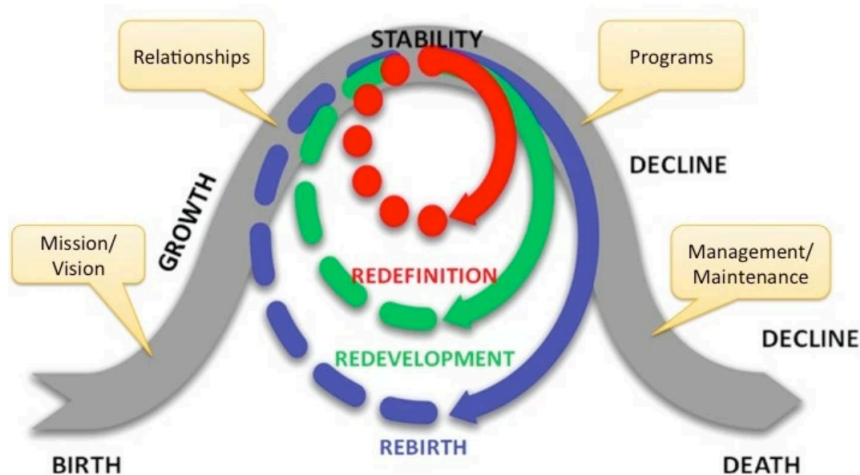 STABILITY
Relationships
Programs
GROWTH
DECLINE
Mission/
Vision
Management/
Maintenance
REDEFINITION
DECLINE
REDEVELOPMENT
REBIRTH
BIRTH
DEATH